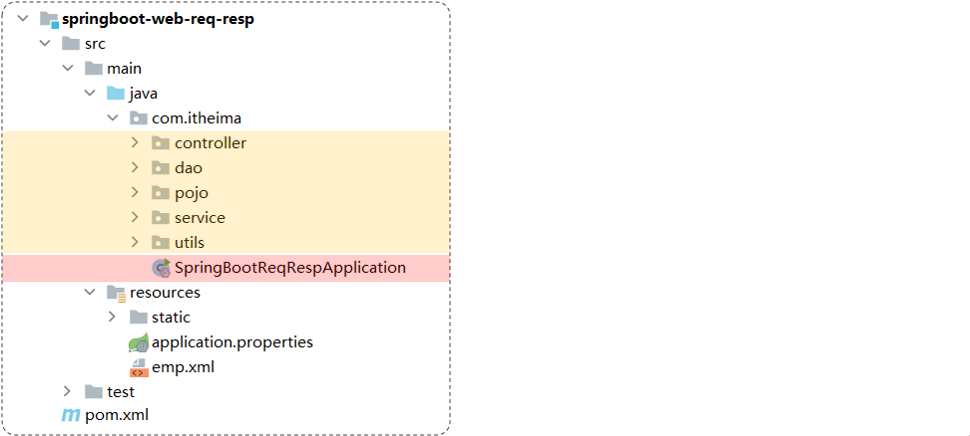 springboot-web-req-resp
src
main
java
com.itheima
controller
dao
pojo
service
utils
SpringBootReqRespApplication
resources
static
application.properties
emp.xml
test
pom.xml